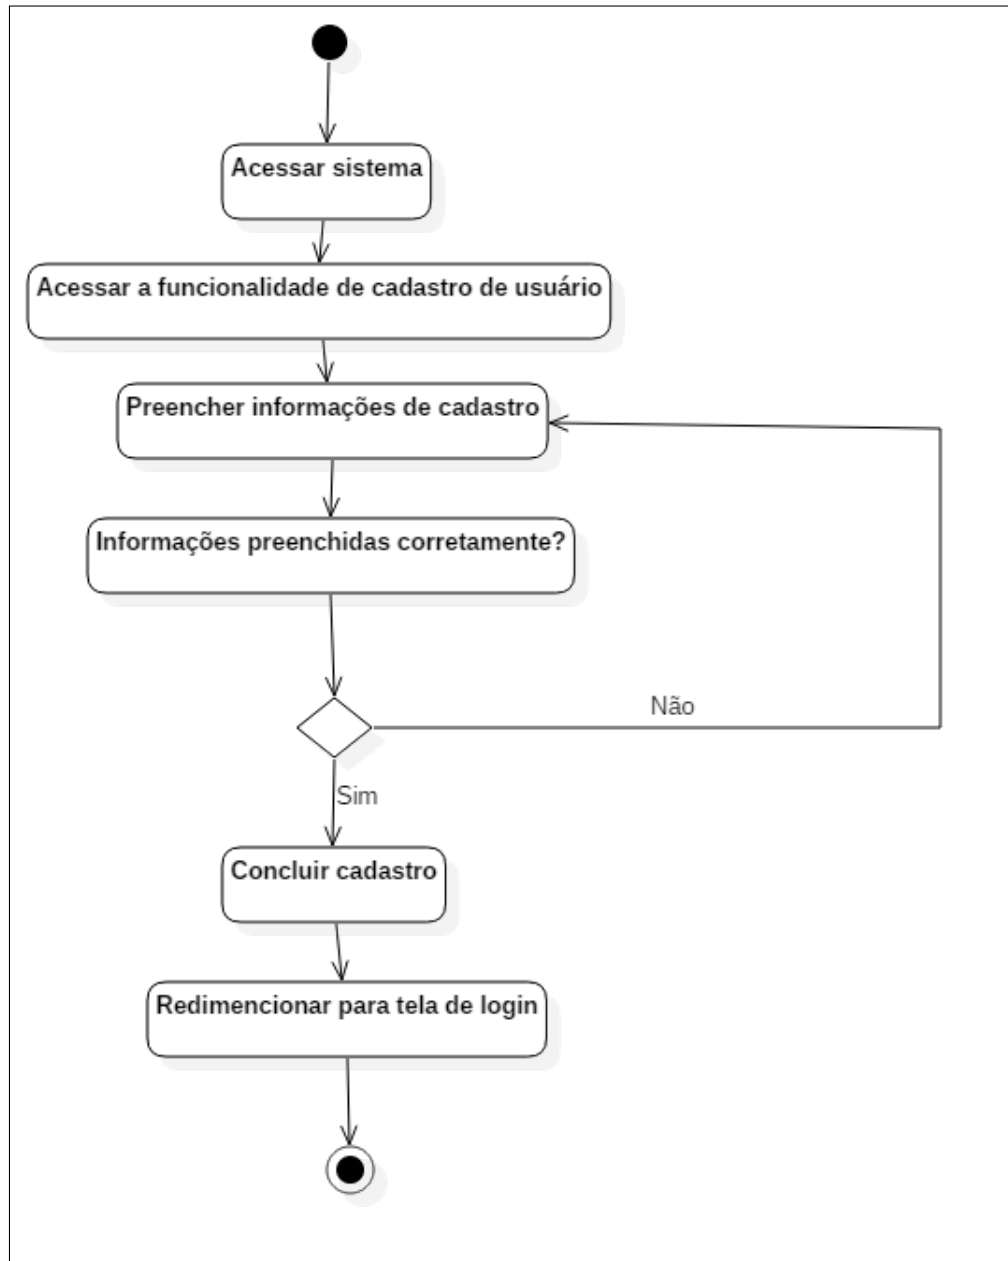 Acessar sistema
Acessar a funcionalidade de cadastro de usuário
Preencher informações de cadastro
Informações preenchidas corretamente?
Não
Sim
Concluir cadastro
Redimencionar para tela de login